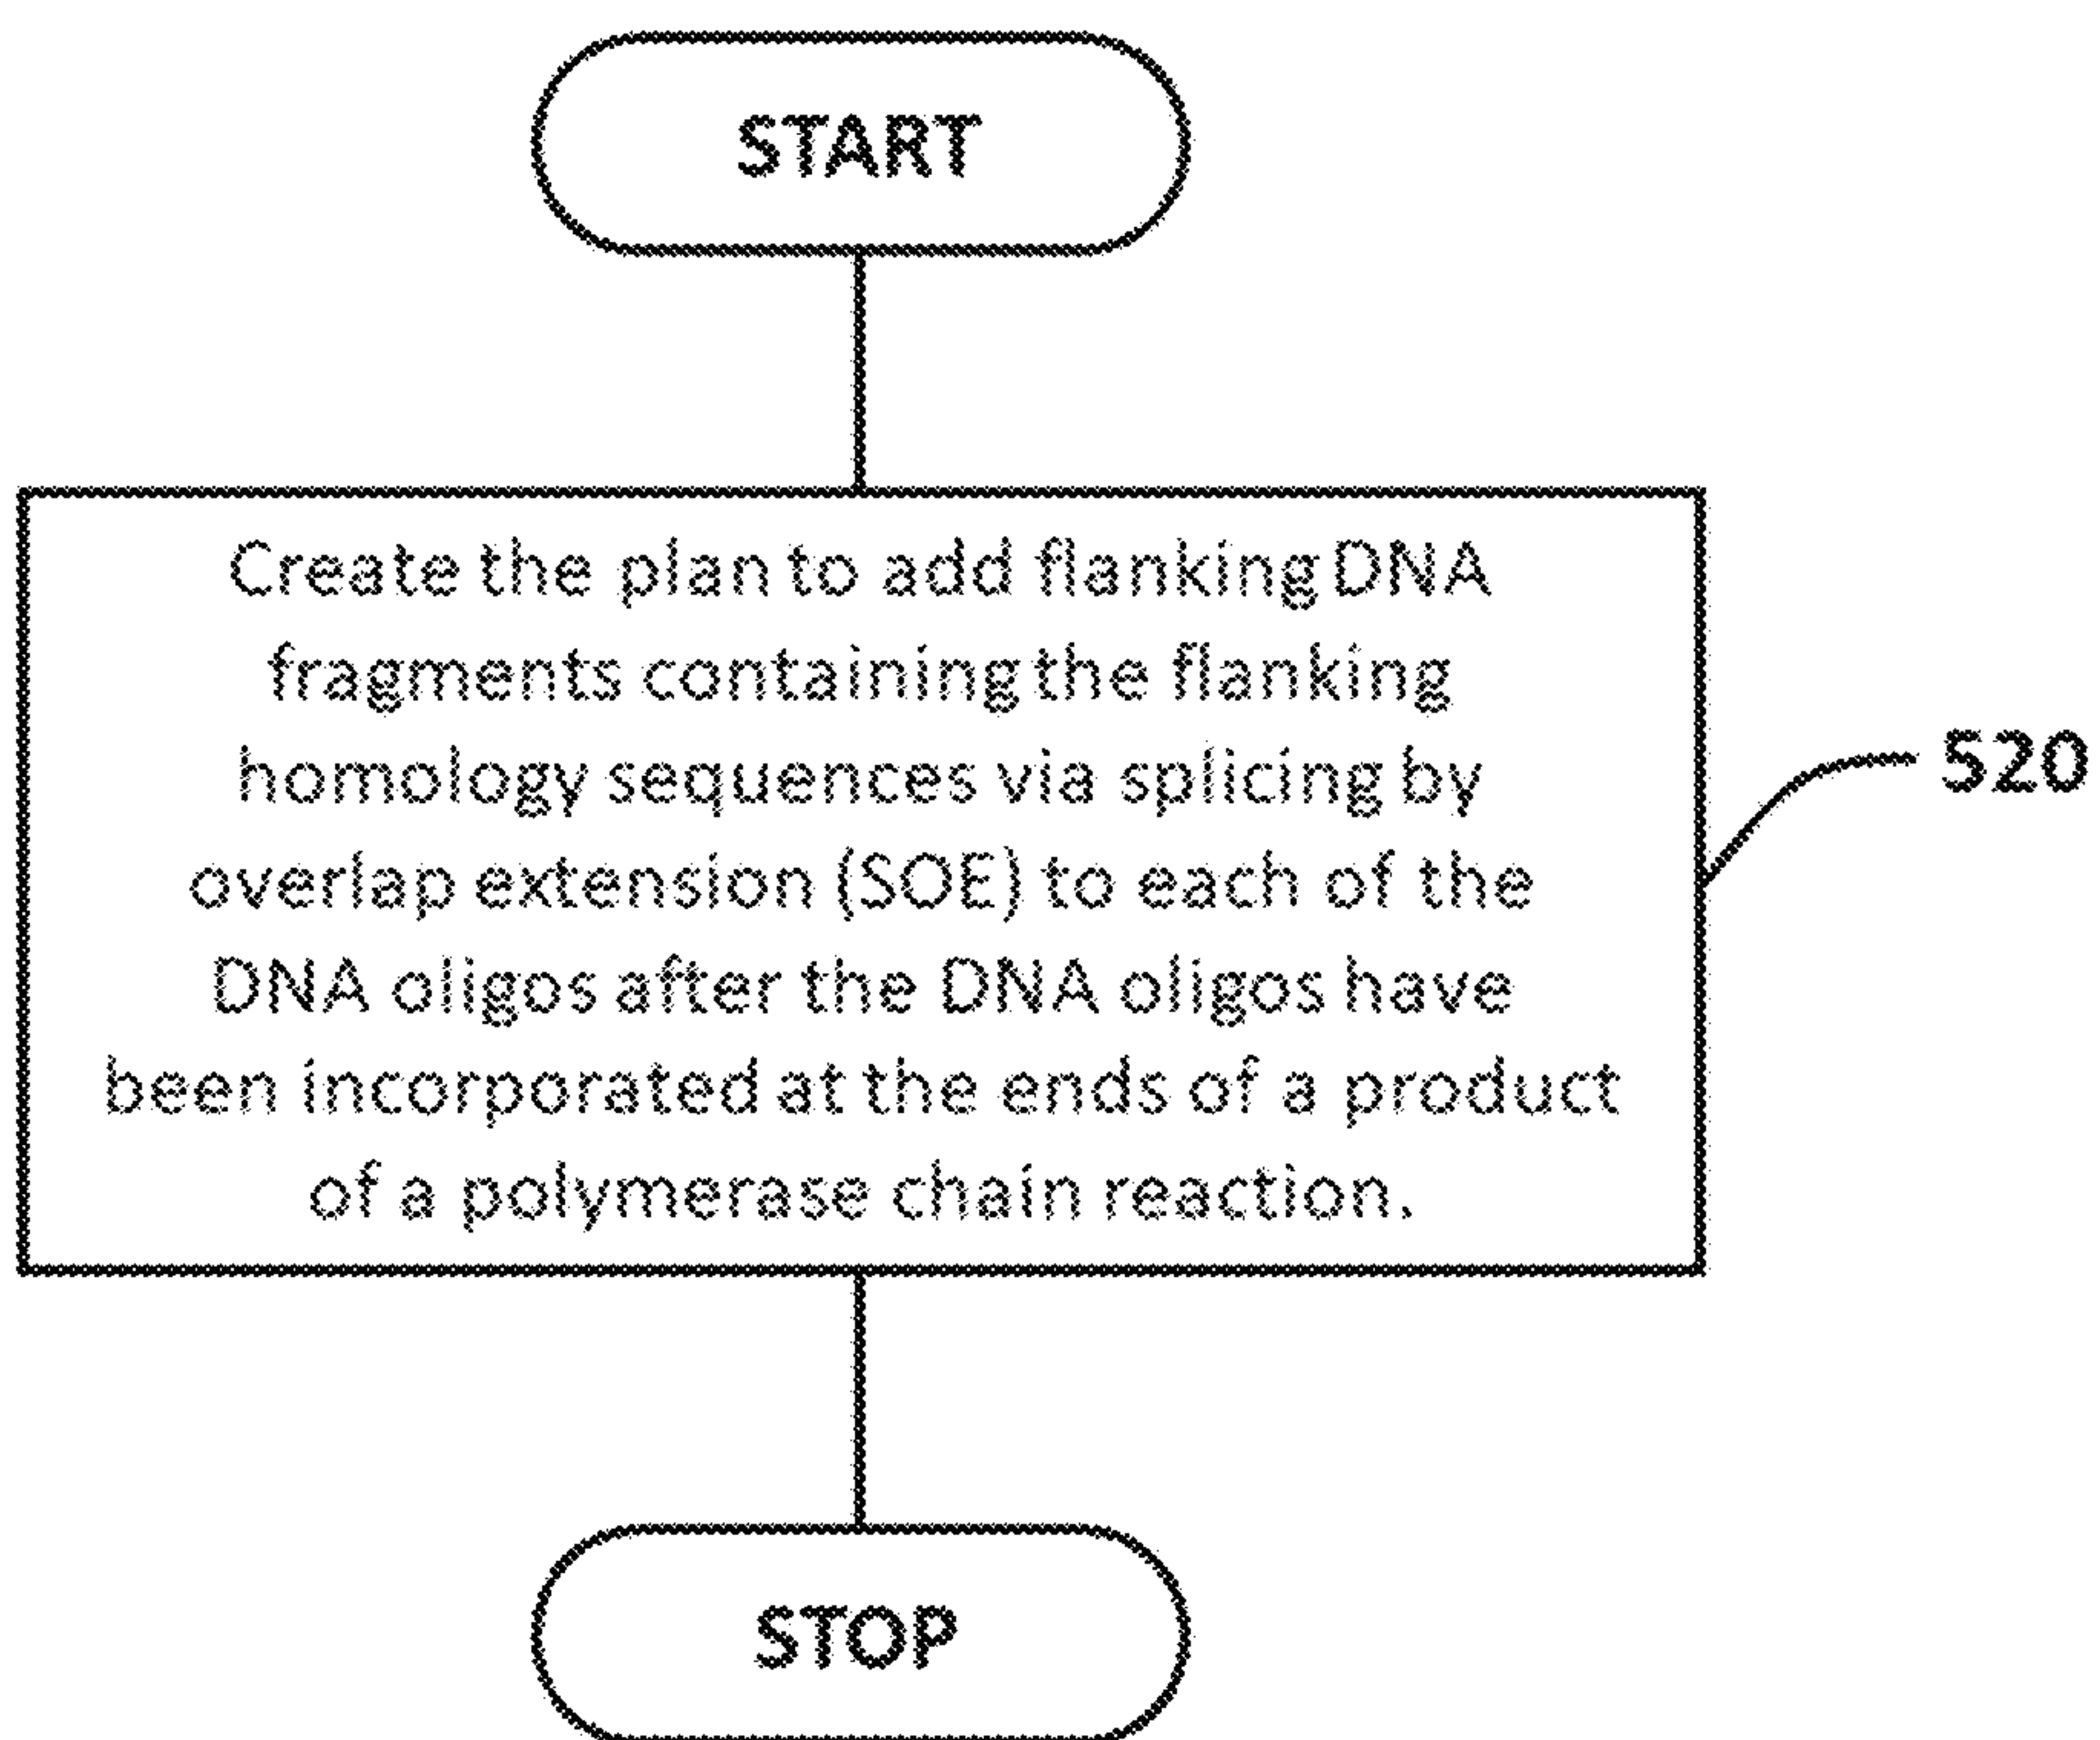 START
Create the plan to add flanking DNA
fragments containing the flanking
homology sequences via splicing by
overlap extension (SOE) to each of the
DNA oligos after the DNA oligos have
been incorporated at the ends of a product
of a polymerase chain reaction.
520
STOP